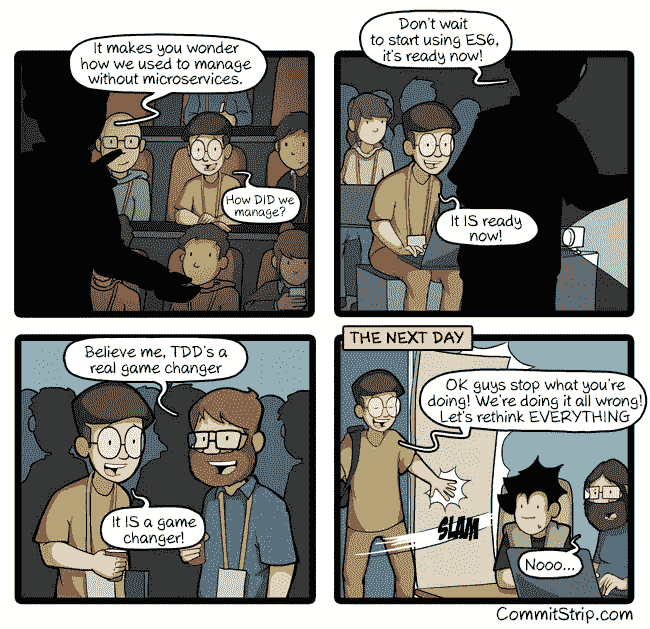 It makes you wonder
how we used to manage
without microservices.
How DID we
manage?
Don't wait
to start using ES6,
it's ready now!
It IS ready
now!
Believe me, TDD's a
real game changer
It IS a game
changer!
THE NEXT DAY
OK guys stop what you're
doing! We're doing it all wrong!
Let's rethink EVERYTHING
SLAM
Nooo...
CommitStrip.com